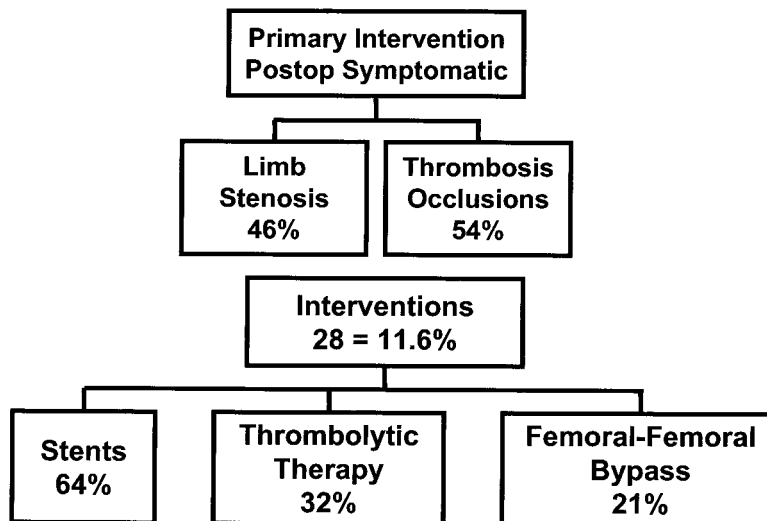 Primary Intervention
Postop Symptomatic
Limb
Stenosis
46%
Thrombosis
Occlusions
54%
Interventions
28 = 11.6%
Stents
64%
Thrombolytic
Therapy
32%
Femoral-Femoral
Bypass
21%